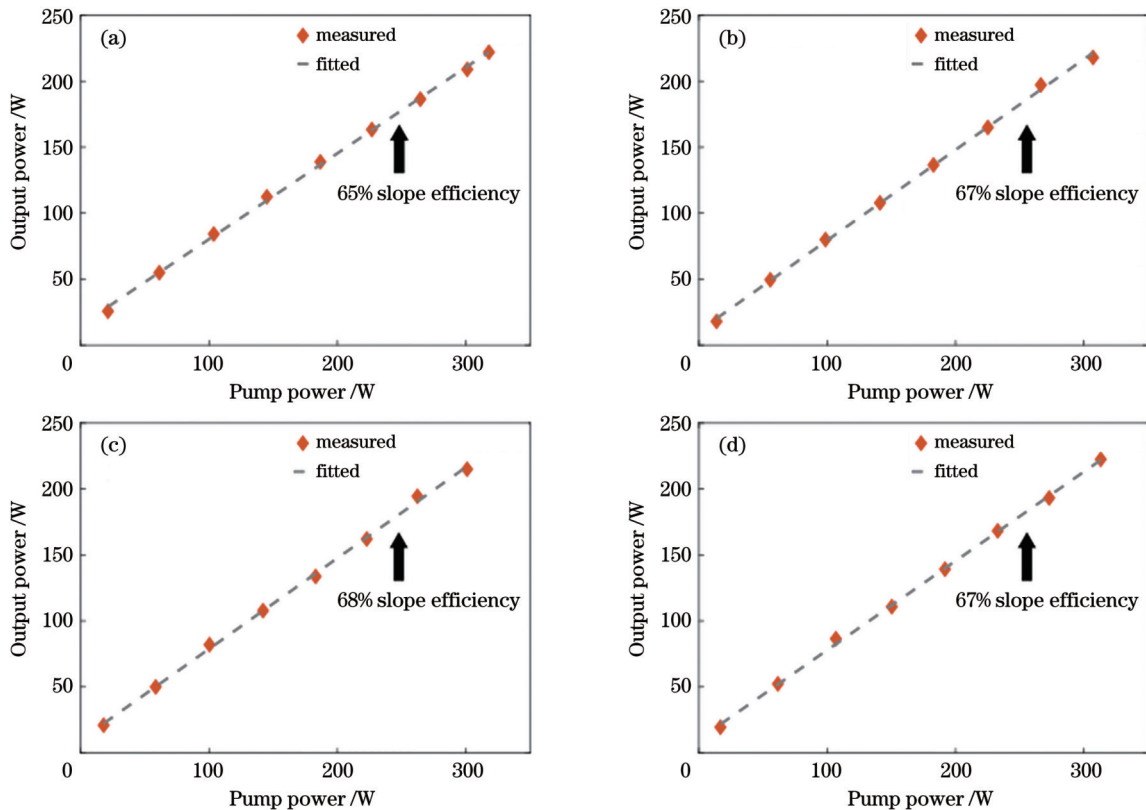 250
(a)
measured
fitted
200
150
100
50
65% slope efficiency
Output power /W
0
100
200
300
Pump power /W
250
(b)
measured
fitted
200
150
100
50
67% slope efficiency
Output power /W
0
100
200
300
Pump power /W
250
(c)
measured
fitted
200
150
100
50
68% slope efficiency
Output power /W
0
100
200
300
Pump power /W
250
(d)
measured
fitted
200
150
100
50
67% slope efficiency
Output power /W
0
100
200
300
Pump power /W